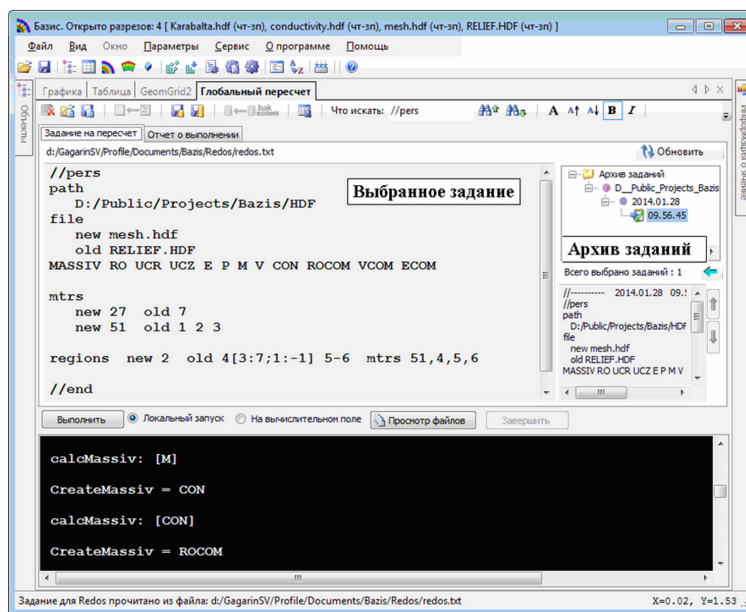 Базис. Открыто разрезов: 4 [ Karabalta.hdf (чт-зп), conductivity.hdf (чт-зп), mesh.hdf (чт-зп), RELIEF.HDF (чт-зп) ]
Файл Вид Окно Параметры Сервис О программе Помощь
Графика Таблица GeomGrid2 Глобальный пересчет
Объекты
bak копия Что искать: //pers A A A B I
Задание на пересчет Отчет о выполнении
d:/GagarinSV/Profile/Documents/Bazis/Redos/redos.txt
Обновить
//pers
path
D:/Public/Projects/Bazis/HDF
file
new mesh.hdf
old RELIEF.HDF
MASSIV RO UCR UCZ E P M V CON ROCOM VCOM ECOM
mtrs
new 27 old 7
new 51 old 1 2 3
regions new 2 old 4[3:7;1:-1] 5-6 mtrs 51,4,5,6
//end
Выбранное задание
Архив заданий
D__Public_Projects_Bazis
2014.01.28
09.56.45
Архив заданий
Всего выбрано заданий : 1
//---------- 2014.01.28 09.
//pers
path
D:/Public/Projects/Bazis/HDF
file
new mesh.hdf
old RELIEF.HDF
MASSIV RO UCR UCZ E P M V
Выполнить Локальный запуск На вычислительном поле Просмотр файлов Завершить
calcMassiv: [M]
CreateMassiv = CON
calcMassiv: [CON]
CreateMassiv = ROCOM
Задание для Redos прочитано из файла: d:/GagarinSV/Profile/Documents/Bazis/Redos/redos.txt
X=0.02, Y=1.53